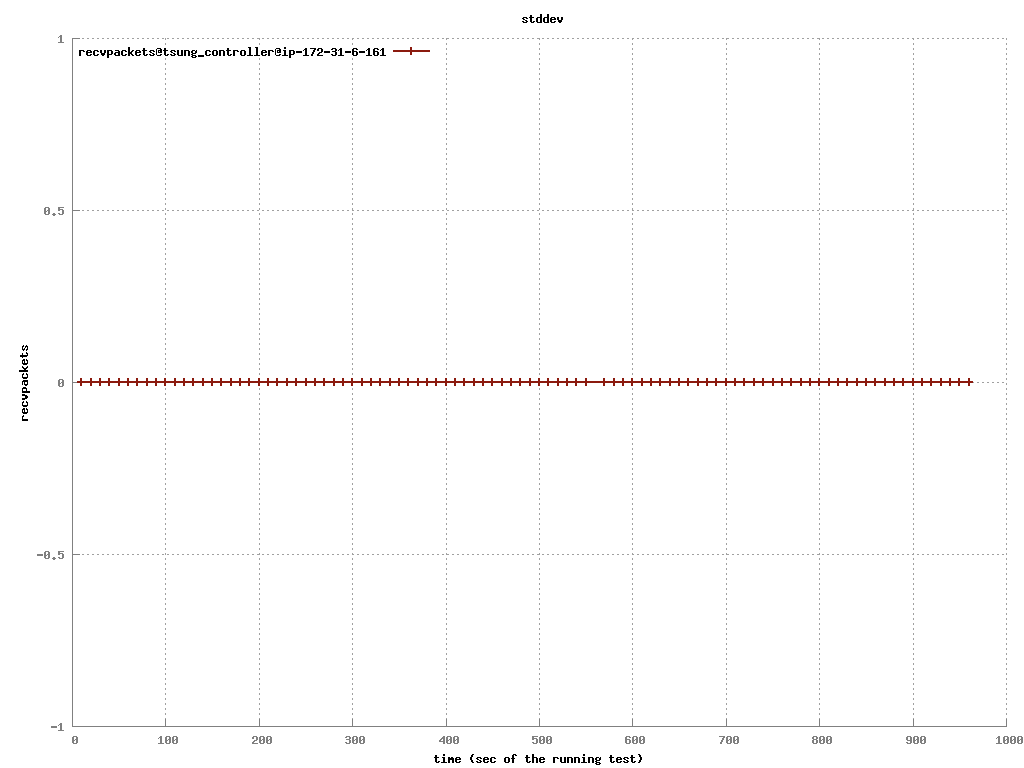 stddev
recvpackets@tsung_controller@ip-172-31-6-161
1
0.5
0
-0.5
-1
recvpackets
0 100 200 300 400 500 600 700 800 900 1000
time (sec of the running test)